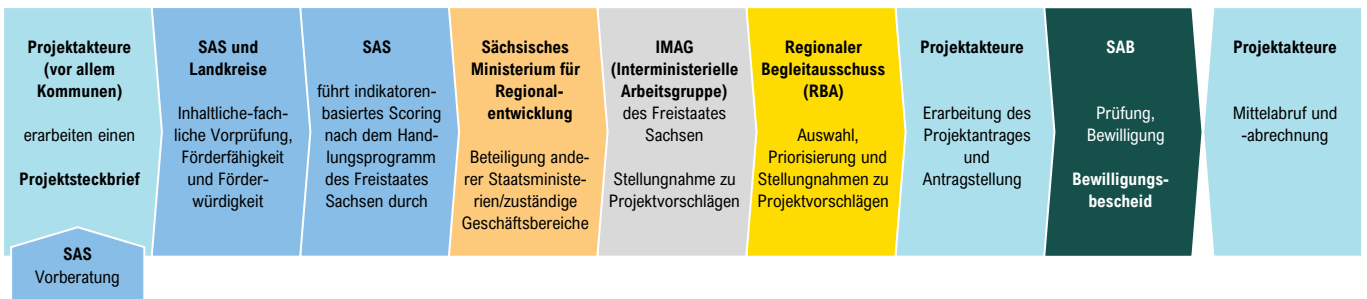 Projektakteure
(vor allem
Kommunen)
erarbeiten einen
Projektsteckbrief
SAS
Vorberatung
SAS und
Landkreise
Inhaltliche-fach-
liche Vorprüfung,
Förderfähigkeit
und Förder-
würdigkeit
SAS
führt indikatoren-
basiertes Scoring
nach dem Hand-
lungsprogramm
des Freistaates
Sachsen durch
Sächsisches
Ministerium für
Regional-
entwicklung
Beteiligung ande-
rer Staatsministe-
rien/zuständige
Geschäftsbereiche
IMAG
(Interministerielle
Arbeitsgruppe)
des Freistaates
Sachsen
Stellungnahme zu
Projektvorschlägen
Regionaler
Begleitausschuss
(RBA)
Auswahl,
Priorisierung und
Stellungnahmen zu
Projektvorschlägen
Projektakteure
Erarbeitung des
Projektantrages
und
Antragstellung
SAB
Prüfung,
Bewilligung
Bewilligungs-
bescheid
Projektakteure
Mittelabruf und
-abrechnung